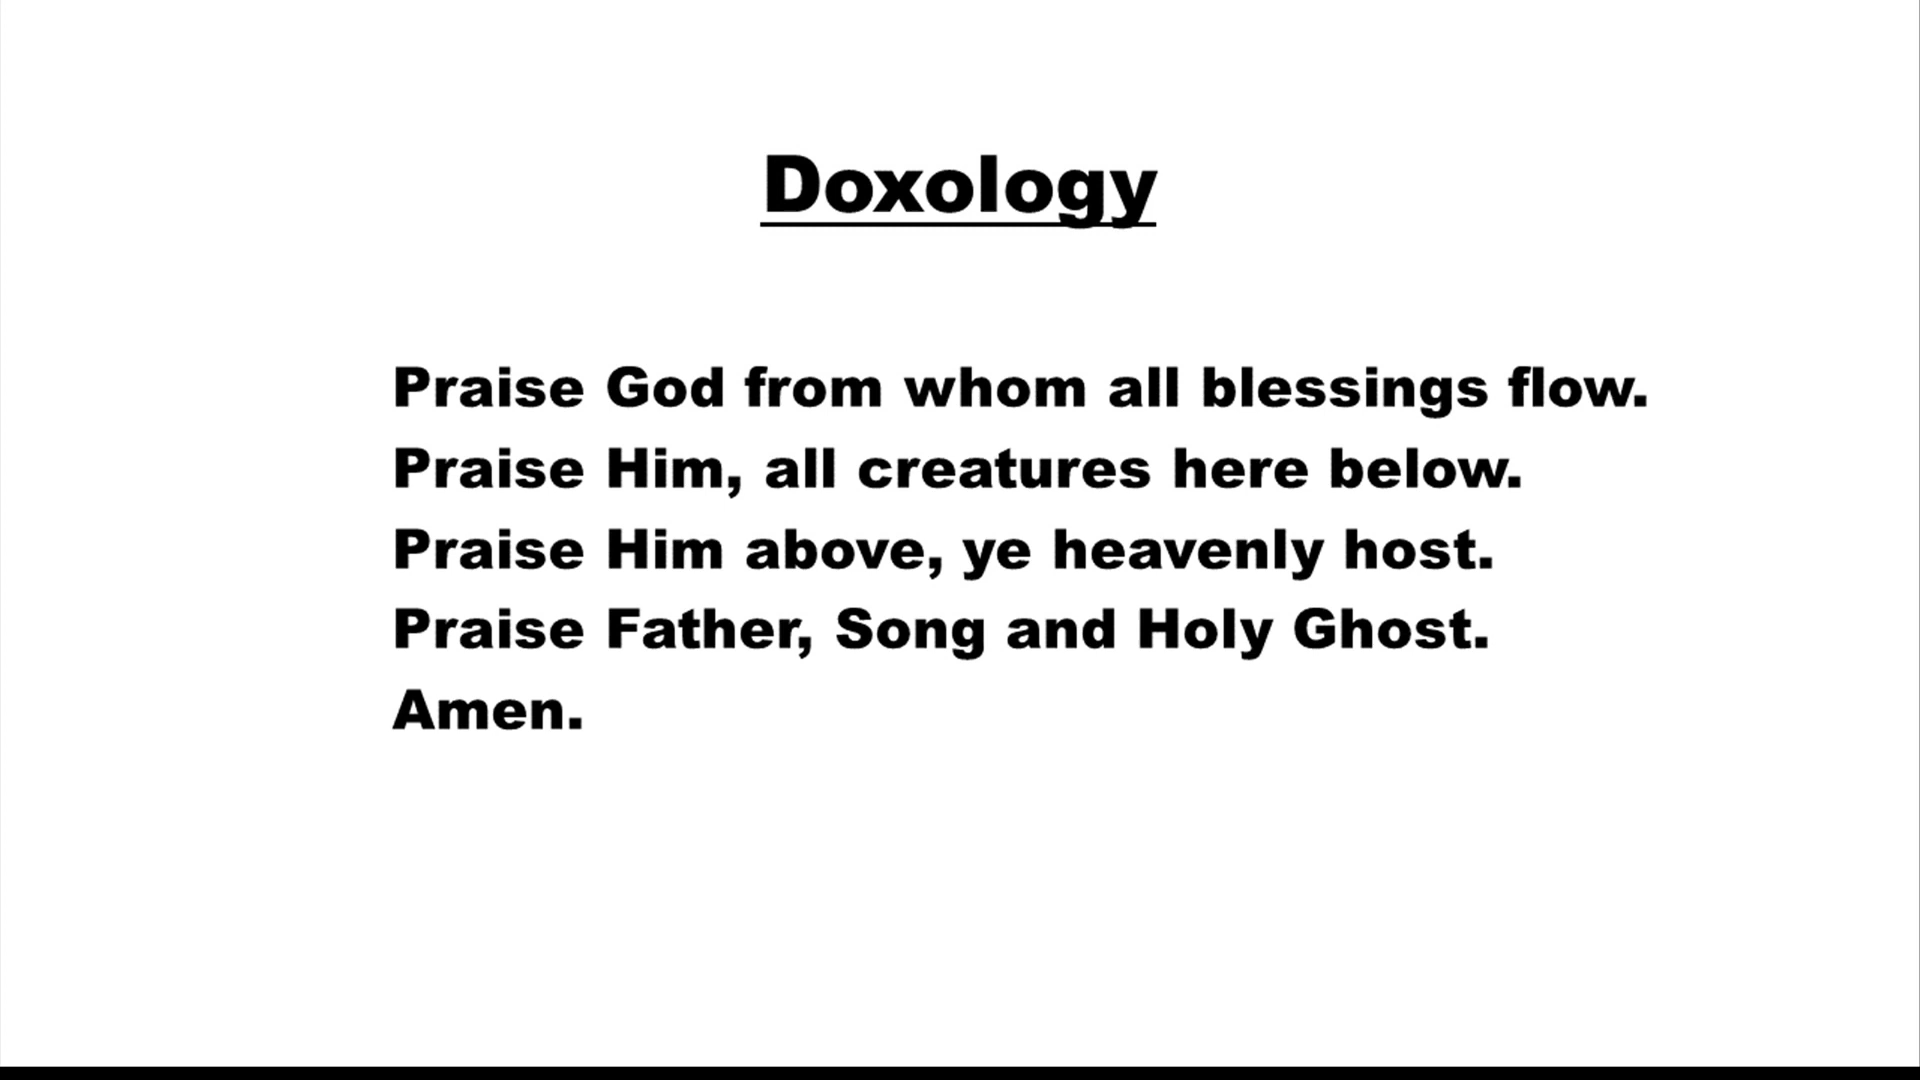 Doxology
Praise God from whom all blessings flow.
Praise Him, all creatures here below.
Praise Him above, ye heavenly host.
Praise Father, Song and Holy Ghost.
Amen.